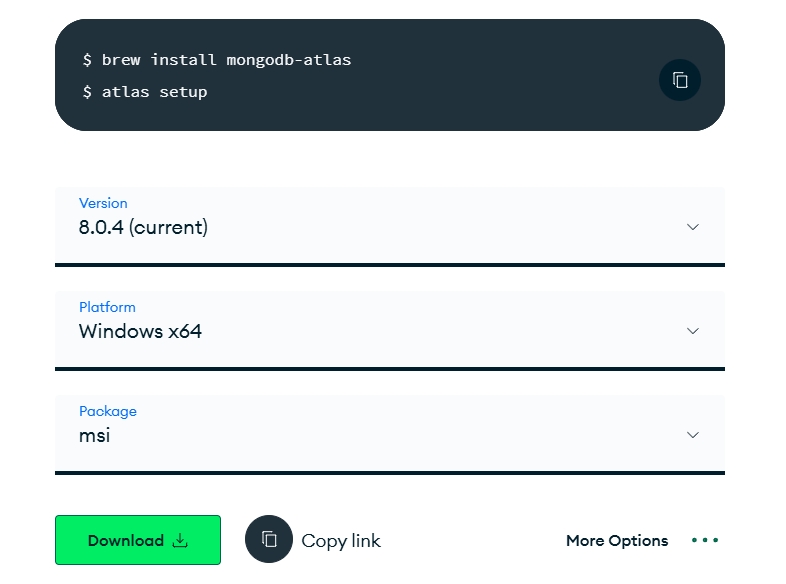 $ brew install mongodb-atlas
$ atlas setup
Version
8.0.4 (current)
Platform
Windows x64
Package
msi
Download
Copy link
More Options